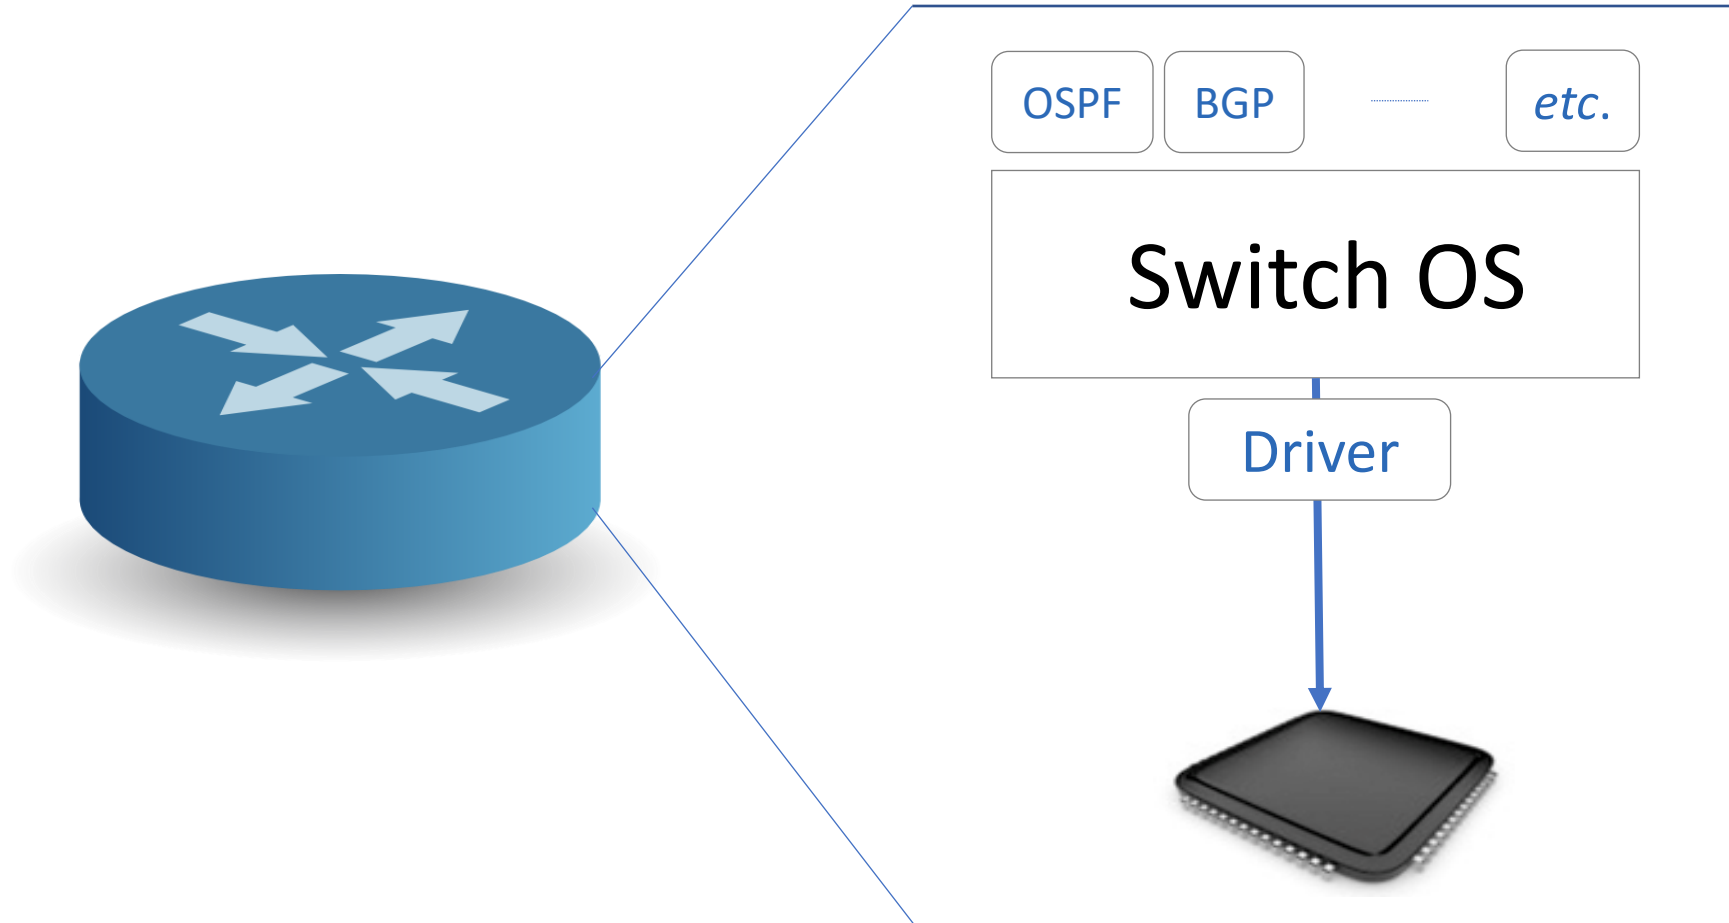 OSPF
BGP
etc.
Switch OS
Driver